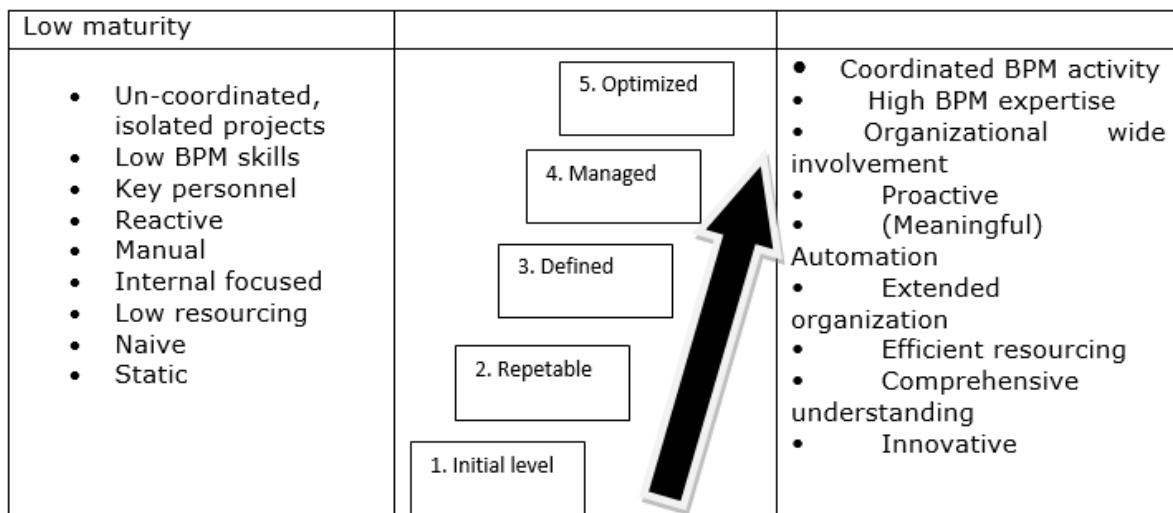 Low maturity
Un-coordinated,
isolated projects
Low BPM skills
Key personnel
Reactive
Manual
Internal focused
Low resourcing
Naive
Static
5. Optimized
4. Managed
3. Defined
2. Repetable
1. Initial level
Coordinated BPM activity
High BPM expertise
Organizational wide
involvement
Proactive
(Meaningful)
Automation
Extended
organization
Efficient resourcing
Comprehensive
understanding
Innovative